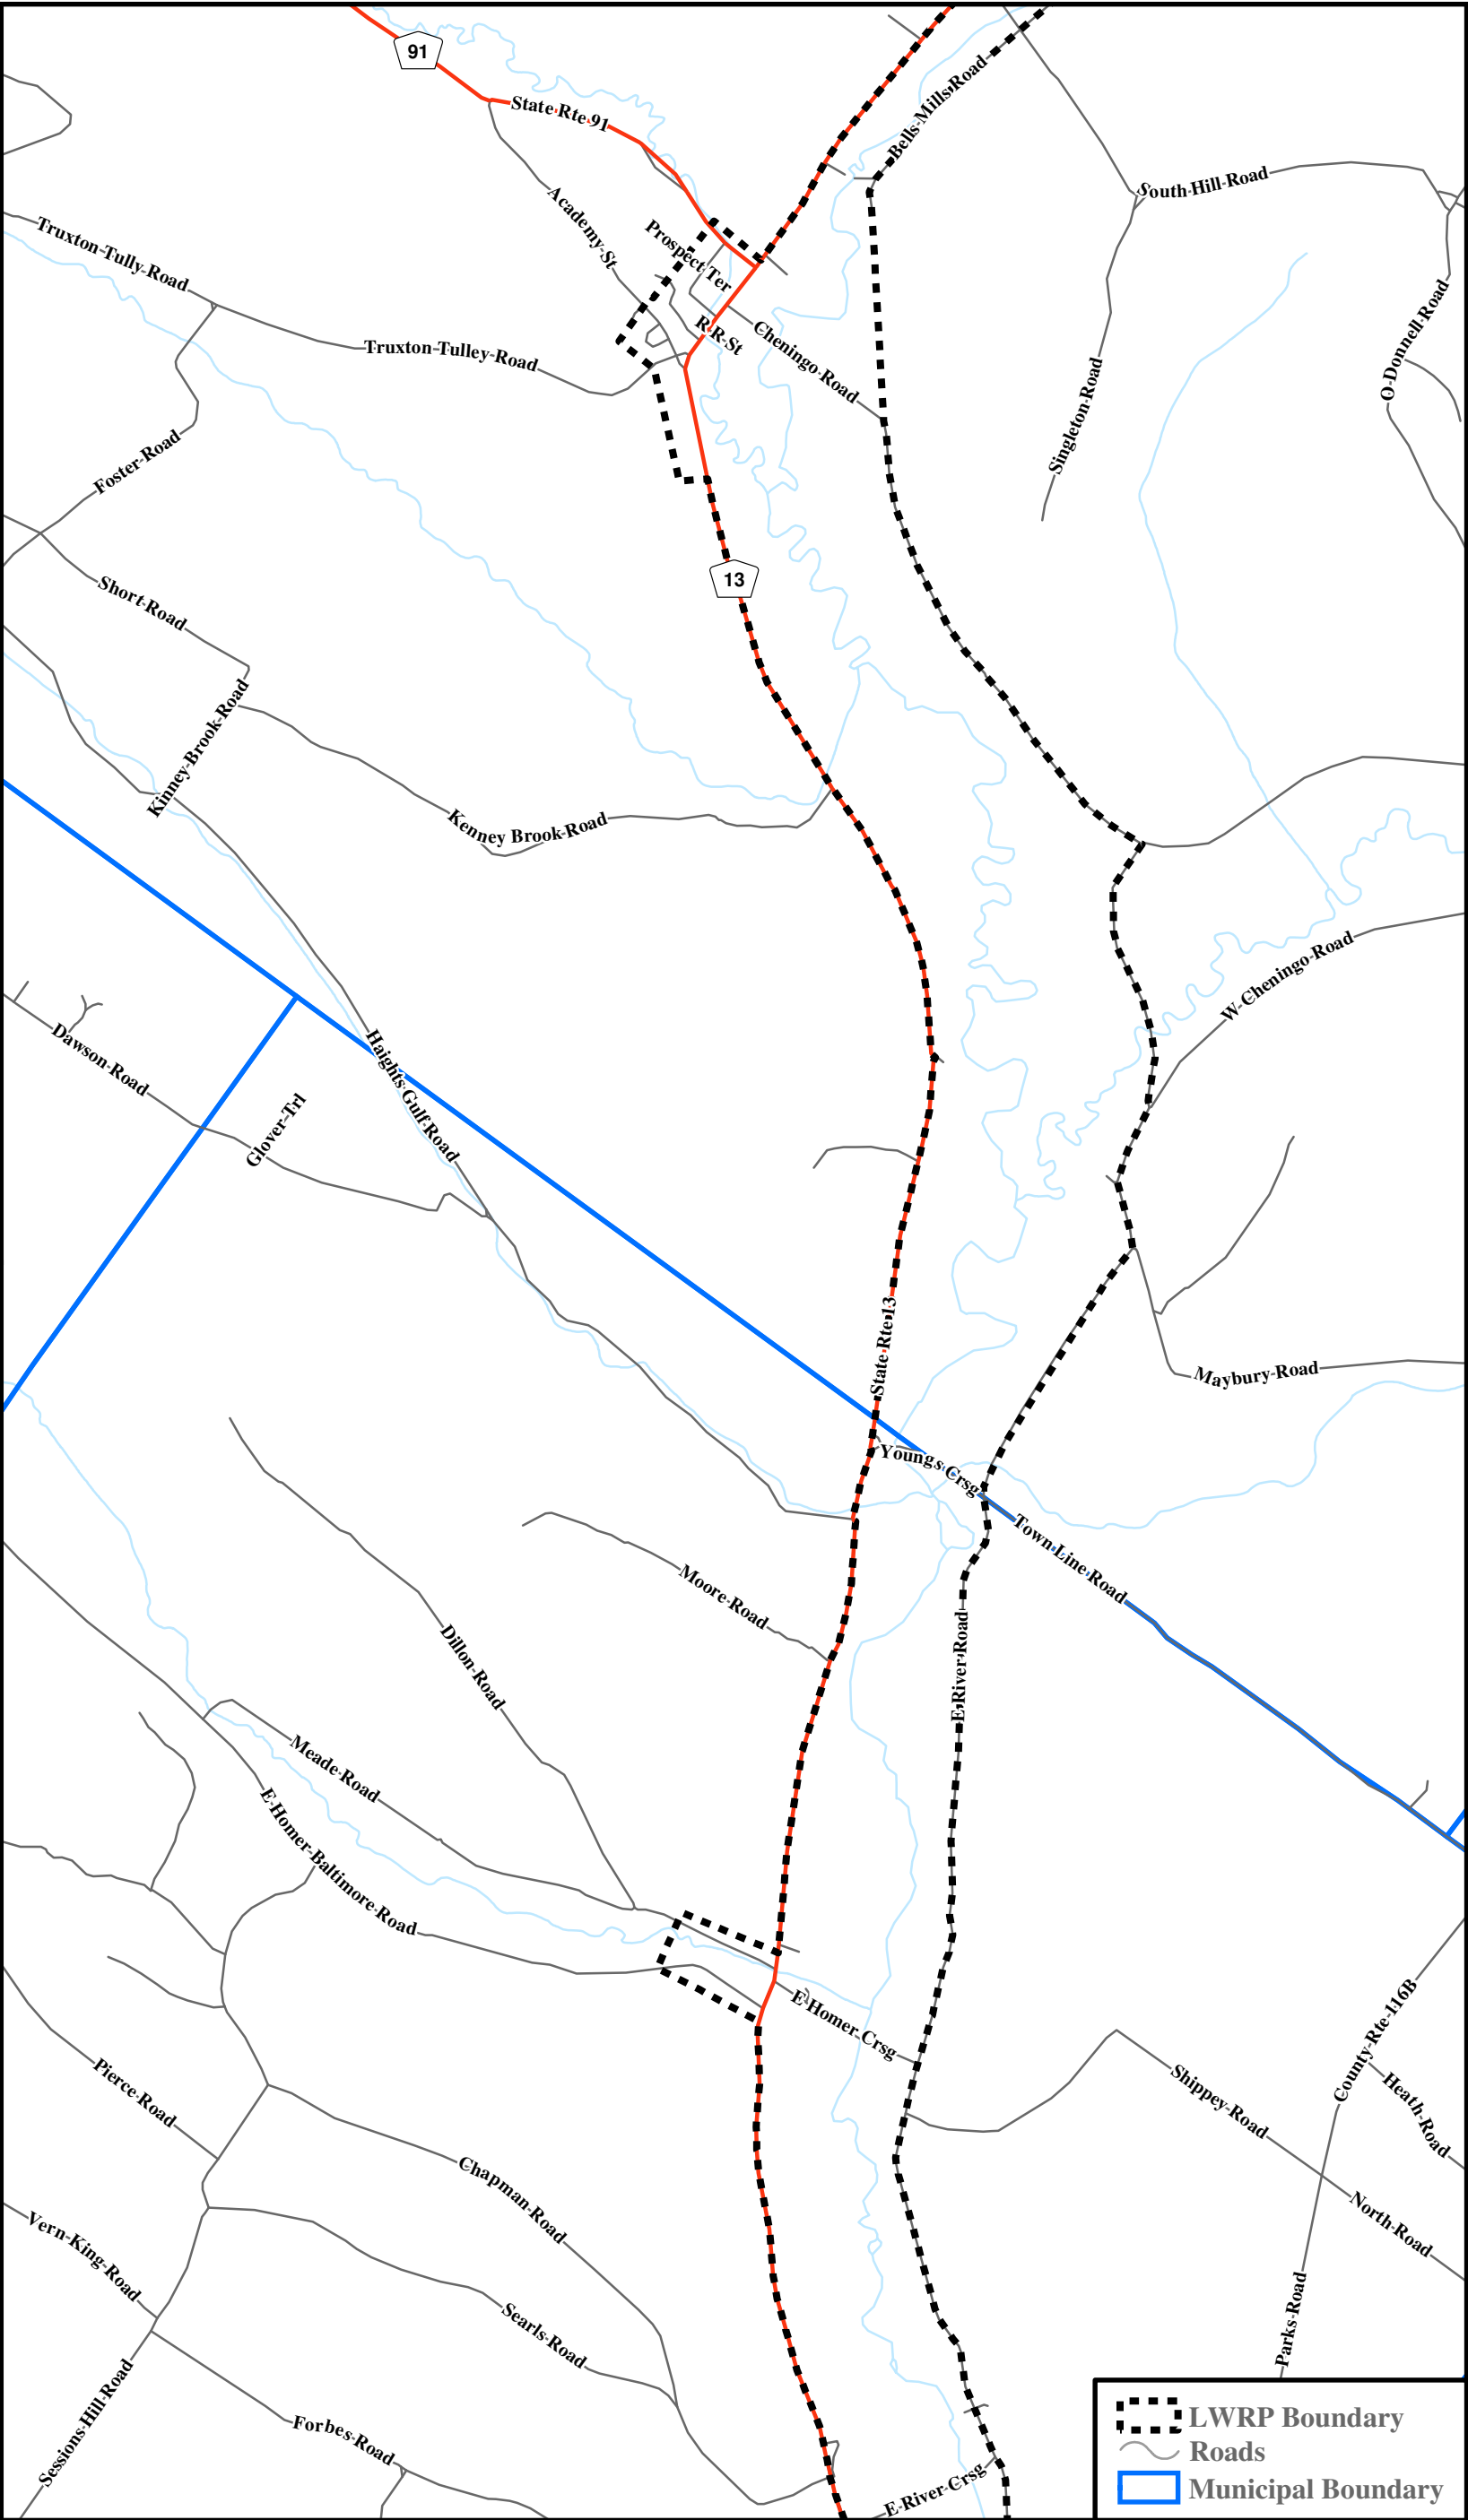 91
State Rte 91
Bells Mills Road
South Hill Road
Academy St
Prospect Ter
Truxton-Tully-Road
R R St
Cheningo-Road
Truxton-Tulley-Road
O-Donnell-Road
Singleton-Road
Foster-Road
13
Short-Road
Kinney-Brook-Road
Kenney Brook-Road
W-Cheningo-Road
Dawson-Road
Glover-Trl
Haights Gulf Road
State Rte 13
Maybury-Road
Youngs Crsg
Town Line Road
Moore-Road
Dillon-Road
E River Road
Meade-Road
E Homer-Baltimore-Road
E Homer Crsg
County-Rte-116B
Heath-Road
Shippey-Road
Pierce-Road
Chapman-Road
North-Road
Vern-King-Road
Searls-Road
Parks-Road
Sessions-Hill-Road
Forbes-Road
E River Crsg
LWRP Boundary
Roads
Municipal Boundary